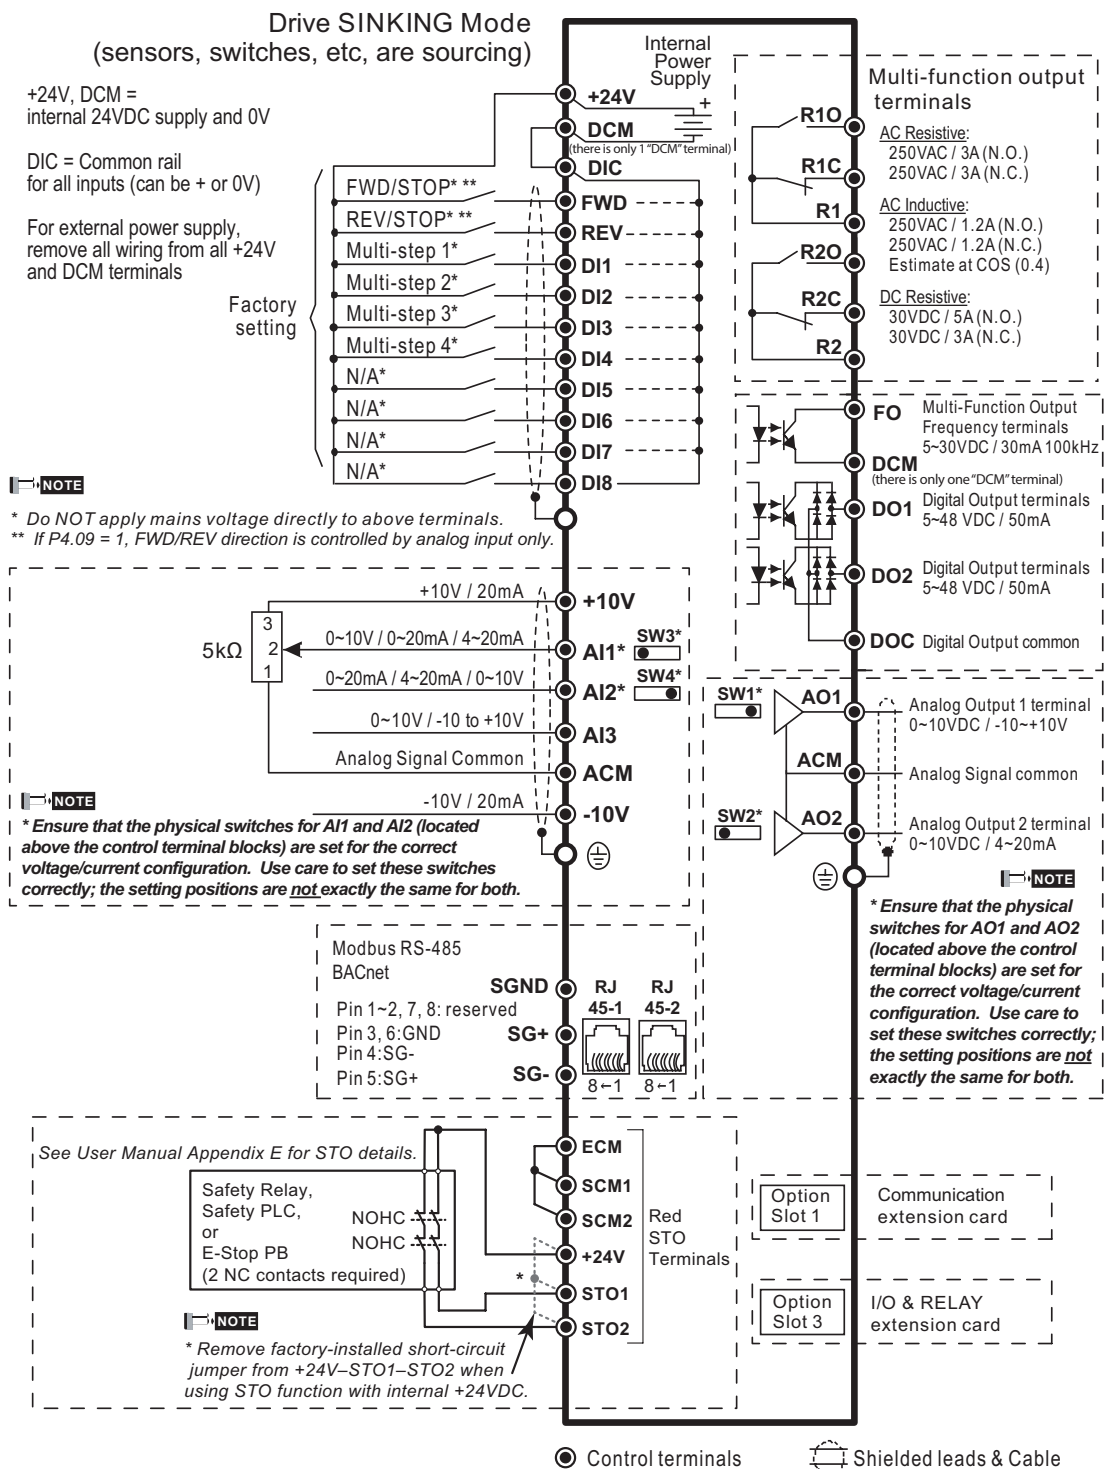 Drive SINKING Mode
(sensors, switches, etc, are sourcing)
+24V, DCM =
internal 24VDC supply and 0V
DIC = Common rail
for all inputs (can be + or 0V)
For external power supply,
remove all wiring from all +24V
and DCM terminals
Factory
setting
FWD/STOP* **
REV/STOP* **
Multi-step 1*
Multi-step 2*
Multi-step 3*
Multi-step 4*
N/A*
N/A*
N/A*
N/A*
Internal
Power
Supply
+
+24V
DCM
(there is only 1 "DCM" terminal)
DIC
FWD
REV
DI1
DI2
DI3
DI4
DI5
DI6
DI7
DI8
NOTE
* Do NOT apply mains voltage directly to above terminals.
** If P4.09 = 1, FWD/REV direction is controlled by analog input only.
Multi-function output
terminals
R1O
R1C
R1
R2O
R2C
R2
AC Resistive:
250VAC / 3A (N.O.)
250VAC / 3A (N.C.)
AC Inductive:
250VAC / 1.2A (N.O.)
250VAC / 1.2A (N.C.)
Estimate at COS (0.4)
DC Resistive:
30VDC / 5A (N.O.)
30VDC / 3A (N.C.)
FO
Multi-Function Output
Frequency terminals
5~30VDC / 30mA 100kHz
DCM
(there is only one "DCM" terminal)
DO1
Digital Output terminals
5~48 VDC / 50mA
DO2
Digital Output terminals
5~48 VDC / 50mA
DOC
Digital Output common
5kΩ
3
2
1
+10V / 20mA
0~10V / 0~20mA / 4~20mA
0~20mA / 4~20mA / 0~10V
0~10V / -10 to +10V
Analog Signal Common
-10V / 20mA
+10V
AI1*
SW3*
AI2*
SW4*
AI3
ACM
-10V
NOTE
* Ensure that the physical switches for AI1 and AI2 (located
above the control terminal blocks) are set for the correct
voltage/current configuration. Use care to set these switches
correctly; the setting positions are not exactly the same for both.
SW1*
AO1
Analog Output 1 terminal
0~10VDC / -10~+10V
ACM
Analog Signal common
SW2*
AO2
Analog Output 2 terminal
0~10VDC / 4~20mA
NOTE
* Ensure that the physical
switches for AO1 and AO2
(located above the control
terminal blocks) are set for
the correct voltage/current
configuration. Use care to
set these switches correctly;
the setting positions are not
exactly the same for both.
Modbus RS-485
BACnet
Pin 1~2, 7, 8: reserved
Pin 3, 6:GND
Pin 4:SG-
Pin 5:SG+
SGND
SG+
SG-
RJ
45-1
8←1
RJ
45-2
8←1
See User Manual Appendix E for STO details.
Safety Relay,
Safety PLC,
or
E-Stop PB
(2 NC contacts required)
NOHC
NOHC
ECM
SCM1
SCM2
+24V
STO1
STO2
*
Red
STO
Terminals
NOTE
* Remove factory-installed short-circuit
jumper from +24V–STO1–STO2 when
using STO function with internal +24VDC.
Option
Slot 1
Communication
extension card
Option
Slot 3
I/O & RELAY
extension card
Control terminals
Shielded leads & Cable